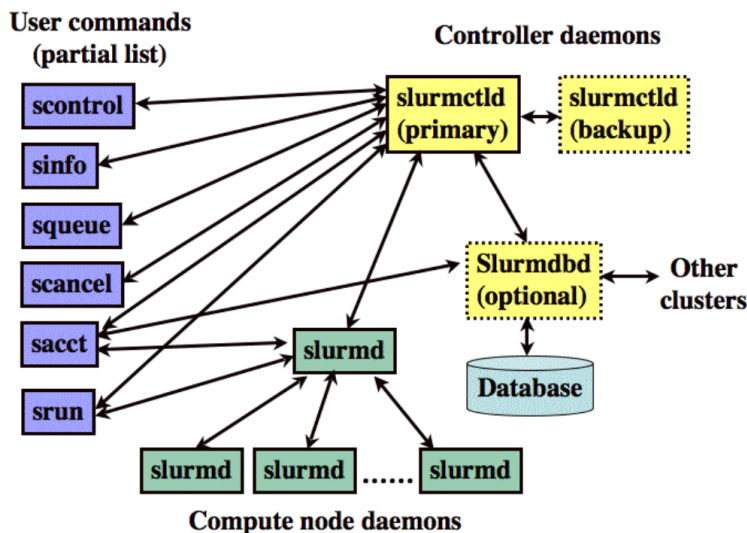 User commands
(partial list)
Controller daemons
scontrol
slurmctld
(primary)
slurmctld
(backup)
sinfo
squeue
scancel
Slurmdbd
(optional)
Other
clusters
sacct
slurmd
srun
Database
slurmd
slurmd
......
slurmd
Compute node daemons